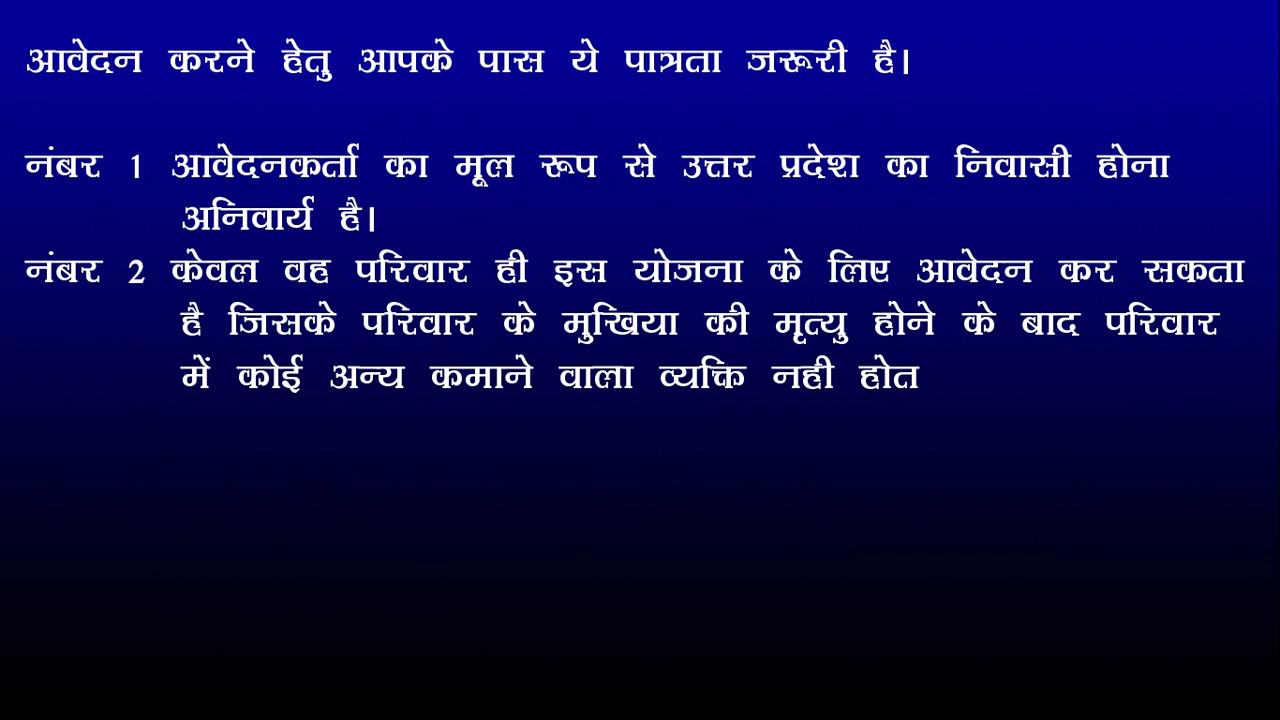 आवेदन करने हेतु आपके पास ये पात्रता जरूरी है।
नंबर 1 आवेदनकर्ता का मूल रूप से उत्तर प्रदेश का निवासी होना
अनिवार्य है।
नंबर 2 केवल वह परिवार ही इस योजना के लिए आवेदन कर सकता
है जिसके परिवार के मुखिया की मृत्यु होने के बाद परिवार
में कोई अन्य कमाने वाला व्यक्ति नही होत